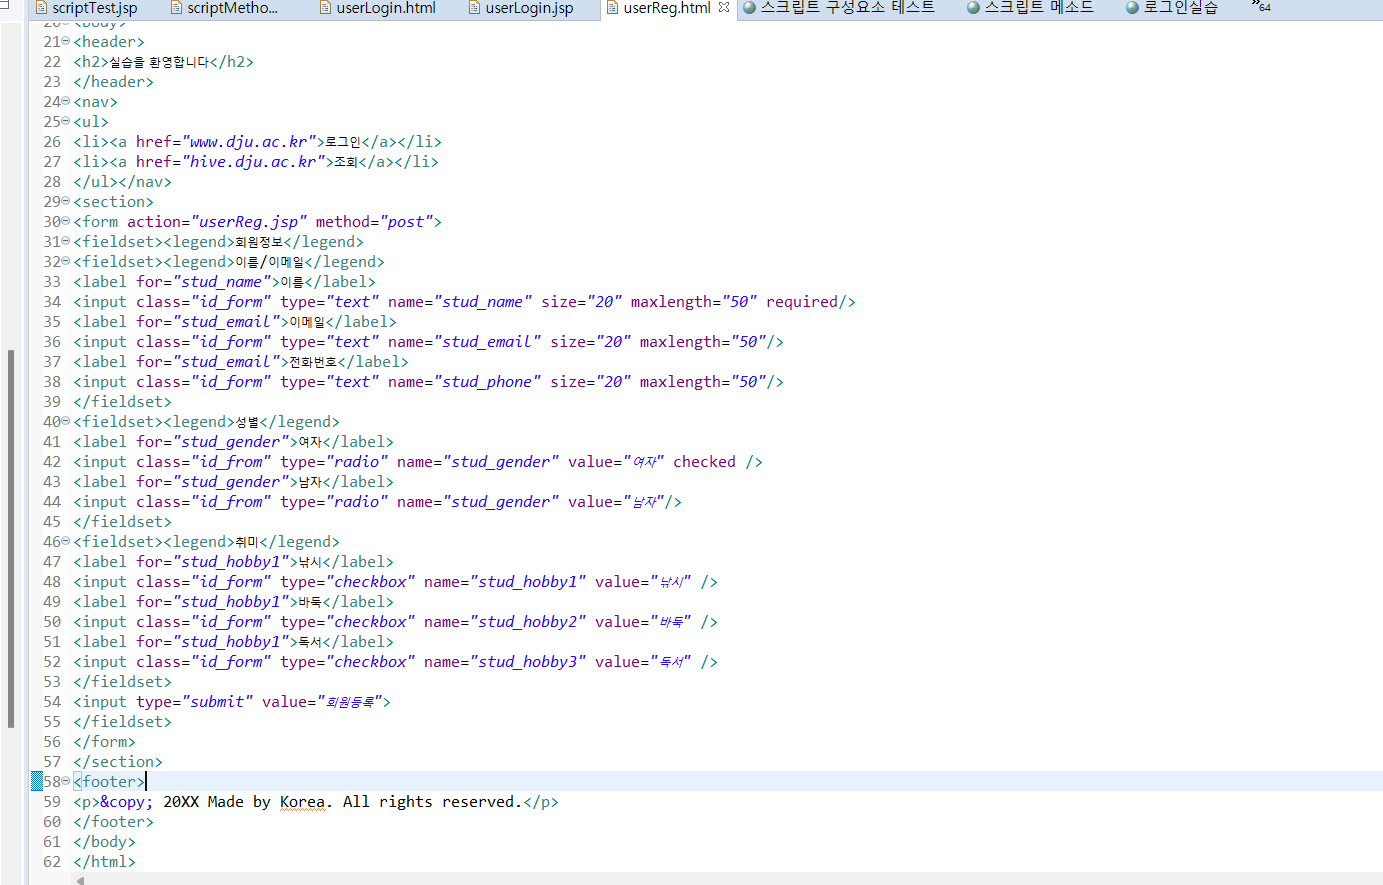 scriptTest.jsp scriptMetho... userLogin.html userLogin.jsp userReg.html 스크립트 구성요소 테스트 스크립트 메소드 로그인실습 »64
20 <body>
21 <header>
22 <h2>실습을 환영합니다</h2>
23 </header>
24 <nav>
25 <ul>
26 <li><a href="www.dju.ac.kr">로그인</a></li>
27 <li><a href="hive.dju.ac.kr">조회</a></li>
28 </ul></nav>
29 <section>
30 <form action="userReg.jsp" method="post">
31 <fieldset><legend>회원정보</legend>
32 <fieldset><legend>이름/이메일</legend>
33 <label for="stud_name">이름</label>
34 <input class="id_form" type="text" name="stud_name" size="20" maxlength="50" required/>
35 <label for="stud_email">이메일</label>
36 <input class="id_form" type="text" name="stud_email" size="20" maxlength="50"/>
37 <label for="stud_email">전화번호</label>
38 <input class="id_form" type="text" name="stud_phone" size="20" maxlength="50"/>
39 </fieldset>
40 <fieldset><legend>성별</legend>
41 <label for="stud_gender">여자</label>
42 <input class="id_from" type="radio" name="stud_gender" value="여자" checked />
43 <label for="stud_gender">남자</label>
44 <input class="id_from" type="radio" name="stud_gender" value="남자"/>
45 </fieldset>
46 <fieldset><legend>취미</legend>
47 <label for="stud_hobby1">낚시</label>
48 <input class="id_form" type="checkbox" name="stud_hobby1" value="낚시" />
49 <label for="stud_hobby1">바둑</label>
50 <input class="id_form" type="checkbox" name="stud_hobby2" value="바둑" />
51 <label for="stud_hobby1">독서</label>
52 <input class="id_form" type="checkbox" name="stud_hobby3" value="독서" />
53 </fieldset>
54 <input type="submit" value="회원등록">
55 </fieldset>
56 </form>
57 </section>
58 <footer>
59 <p>&copy; 20XX Made by Korea. All rights reserved.</p>
60 </footer>
61 </body>
62 </html>